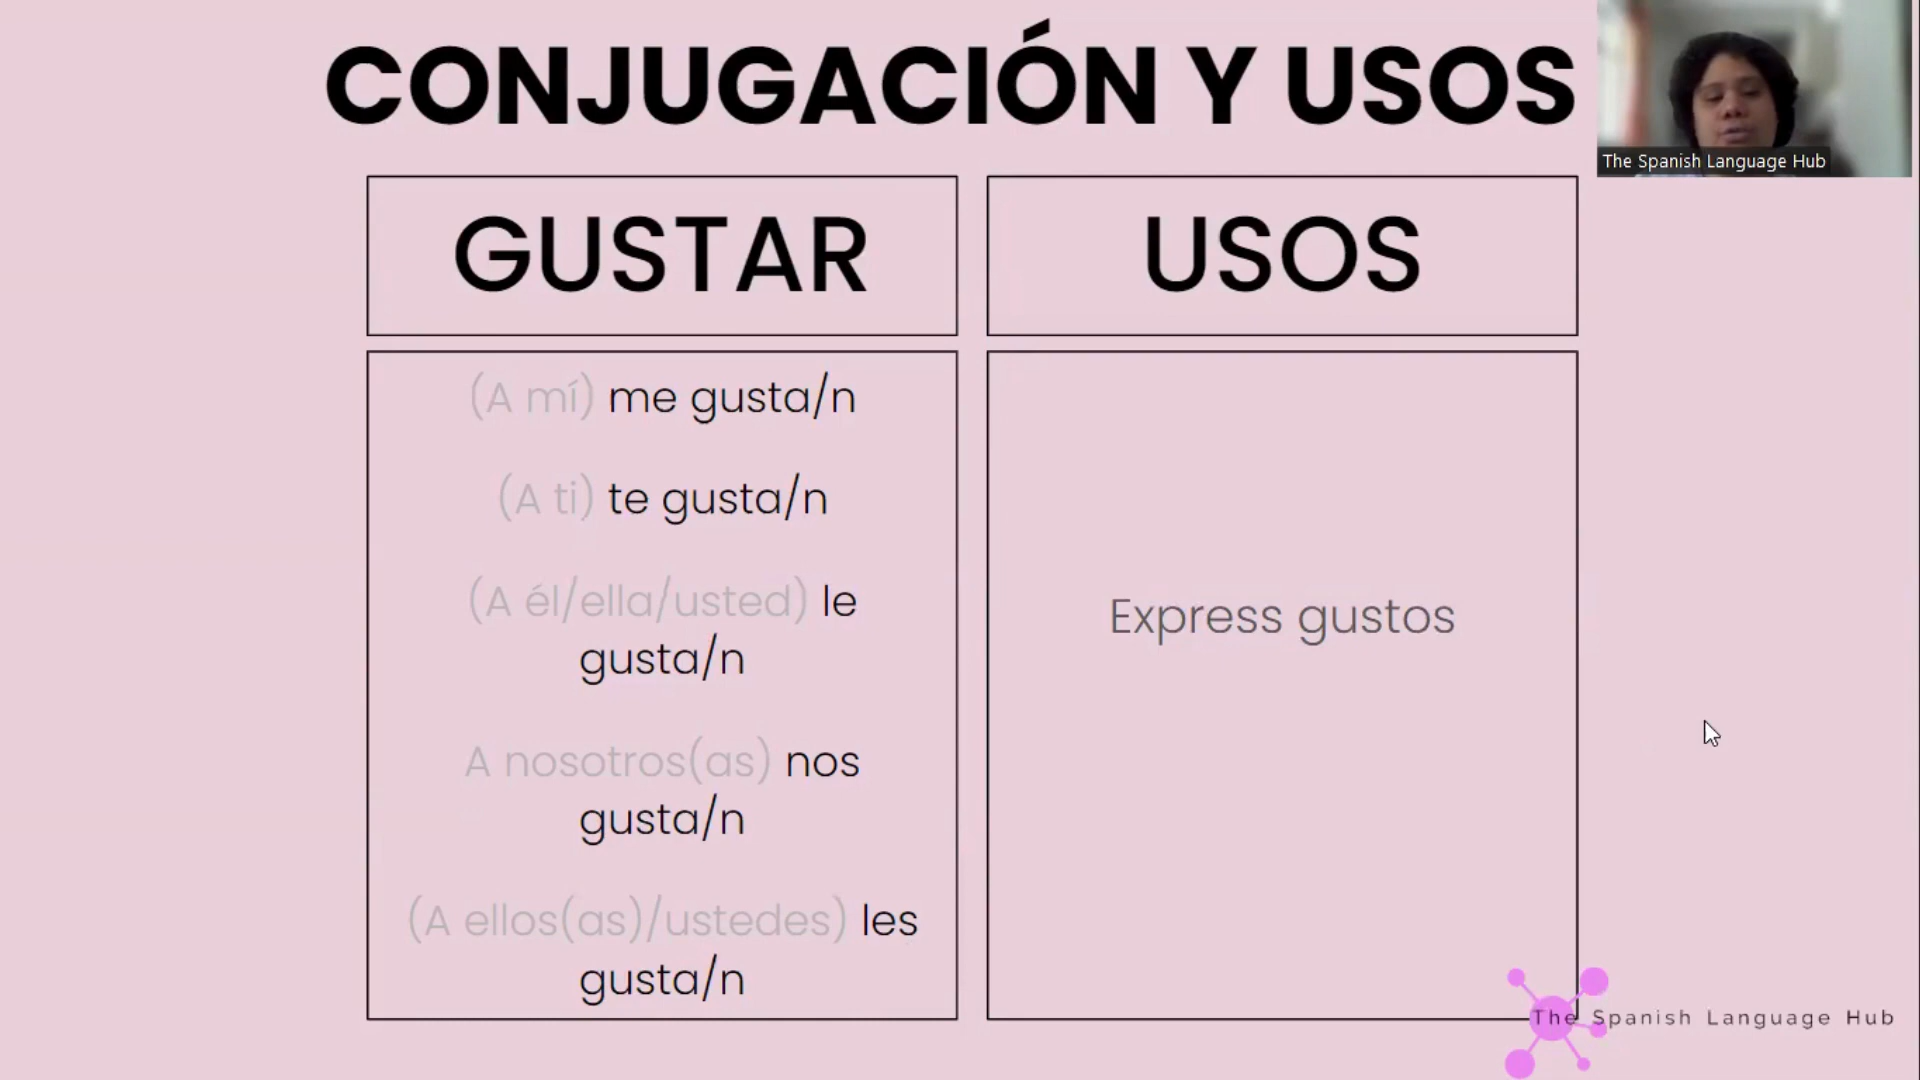 CONJUGACIÓN Y USOS
The Spanish Language Hub
GUSTAR
USOS
(A mí) me gusta/n
(A ti) te gusta/n
(A él/ella/usted) le
gusta/n
A nosotros(as) nos
gusta/n
(A ellos(as)/ustedes) les
gusta/n
Express gustos
The Spanish Language Hub